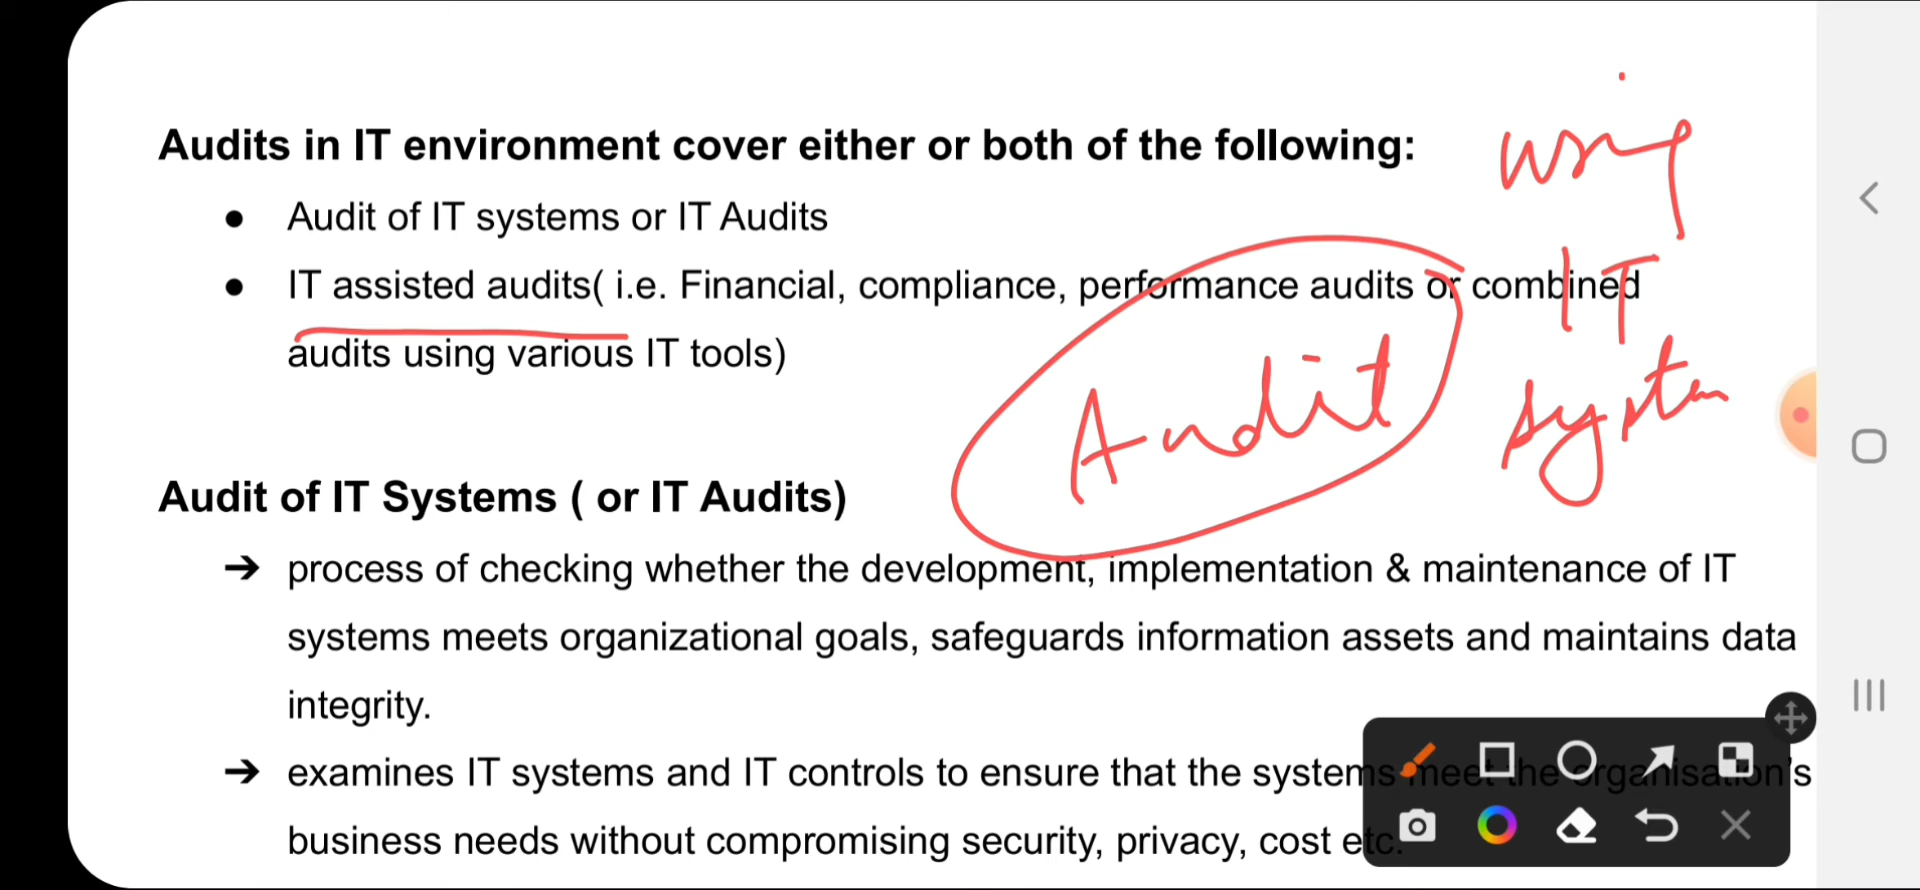 Audits in IT environment cover either or both of the following:
using
● Audit of IT systems or IT Audits
● IT assisted audits( i.e. Financial, compliance, performance audits or combined
IT
audits using various IT tools)
Audit
system
Audit of IT Systems ( or IT Audits)
➔ process of checking whether the development, implementation & maintenance of IT
systems meets organizational goals, safeguards information assets and maintains data
integrity.
➔ examines IT systems and IT controls to ensure that the systems meet the organisation's
business needs without compromising security, privacy, cost etc.